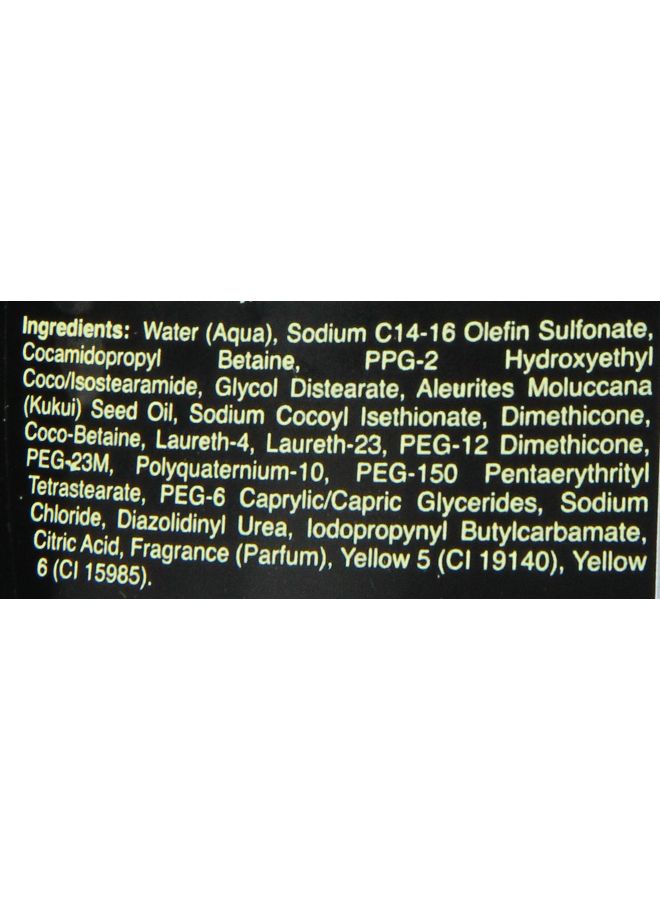 Ingredients: Water (Aqua), Sodium C14-16 Olefin Sulfonate,
Cocamidopropyl Betaine, PPG-2 Hydroxyethyl
Coco/Isostearamide, Glycol Distearate, Aleurites Moluccana
(Kukui) Seed Oil, Sodium Cocoyl Isethionate, Dimethicone,
Coco-Betaine, Laureth-4, Laureth-23, PEG-12 Dimethicone,
PEG-23M, Polyquaternium-10, PEG-150 Pentaerythrityl
Tetrastearate, PEG-6 Caprylic/Capric Glycerides, Sodium
Chloride, Diazolidinyl Urea, Iodopropynyl Butylcarbamate,
Citric Acid, Fragrance (Parfum), Yellow 5 (CI 19140), Yellow
6 (CI 15985).